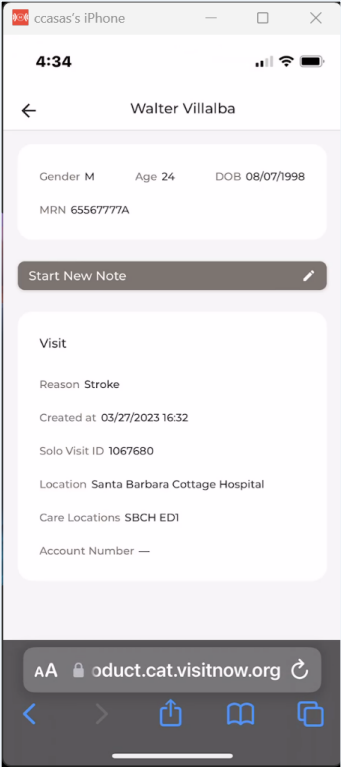 ccasas's iPhone
4:34
Walter Villalba
Gender M Age 24 DOB 08/07/1998
MRN 65567777A
Start New Note
Visit
Reason Stroke
Created at 03/27/2023 16:32
Solo Visit ID 1067680
Location Santa Barbara Cottage Hospital
Care Locations SBCH ED1
Account Number —
AA oduct.cat.visitnow.org